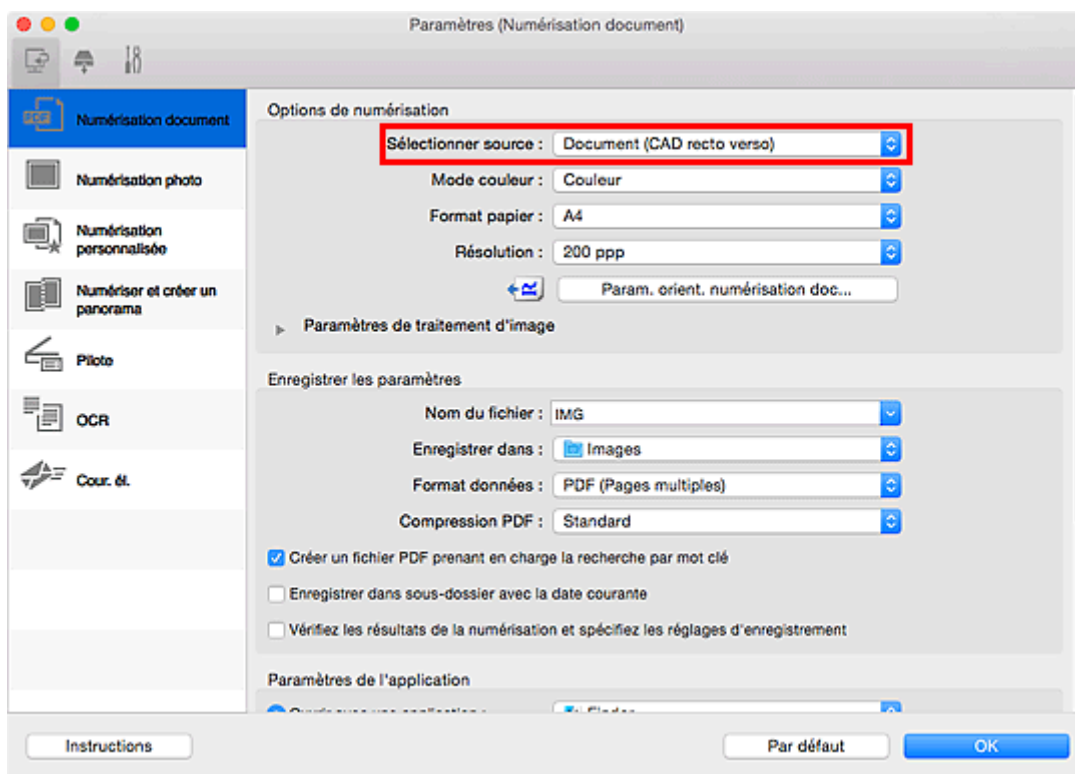 Paramètres (Numérisation document)
Numérisation document
Numérisation photo
Numérisation
personnalisée
Numériser et créer un
panorama
Pilote
OCR
Cour. él.
Options de numérisation
Sélectionner source : Document (CAD recto verso)
Mode couleur : Couleur
Format papier : A4
Résolution : 200 ppp
Param. orient. numérisation doc...
Paramètres de traitement d'image
Enregistrer les paramètres
Nom du fichier : IMG
Enregistrer dans : Images
Format données : PDF (Pages multiples)
Compression PDF : Standard
Créer un fichier PDF prenant en charge la recherche par mot clé
Enregistrer dans sous-dossier avec la date courante
Vérifiez les résultats de la numérisation et spécifiez les réglages d'enregistrement
Paramètres de l'application
Instructions
Par défaut
OK